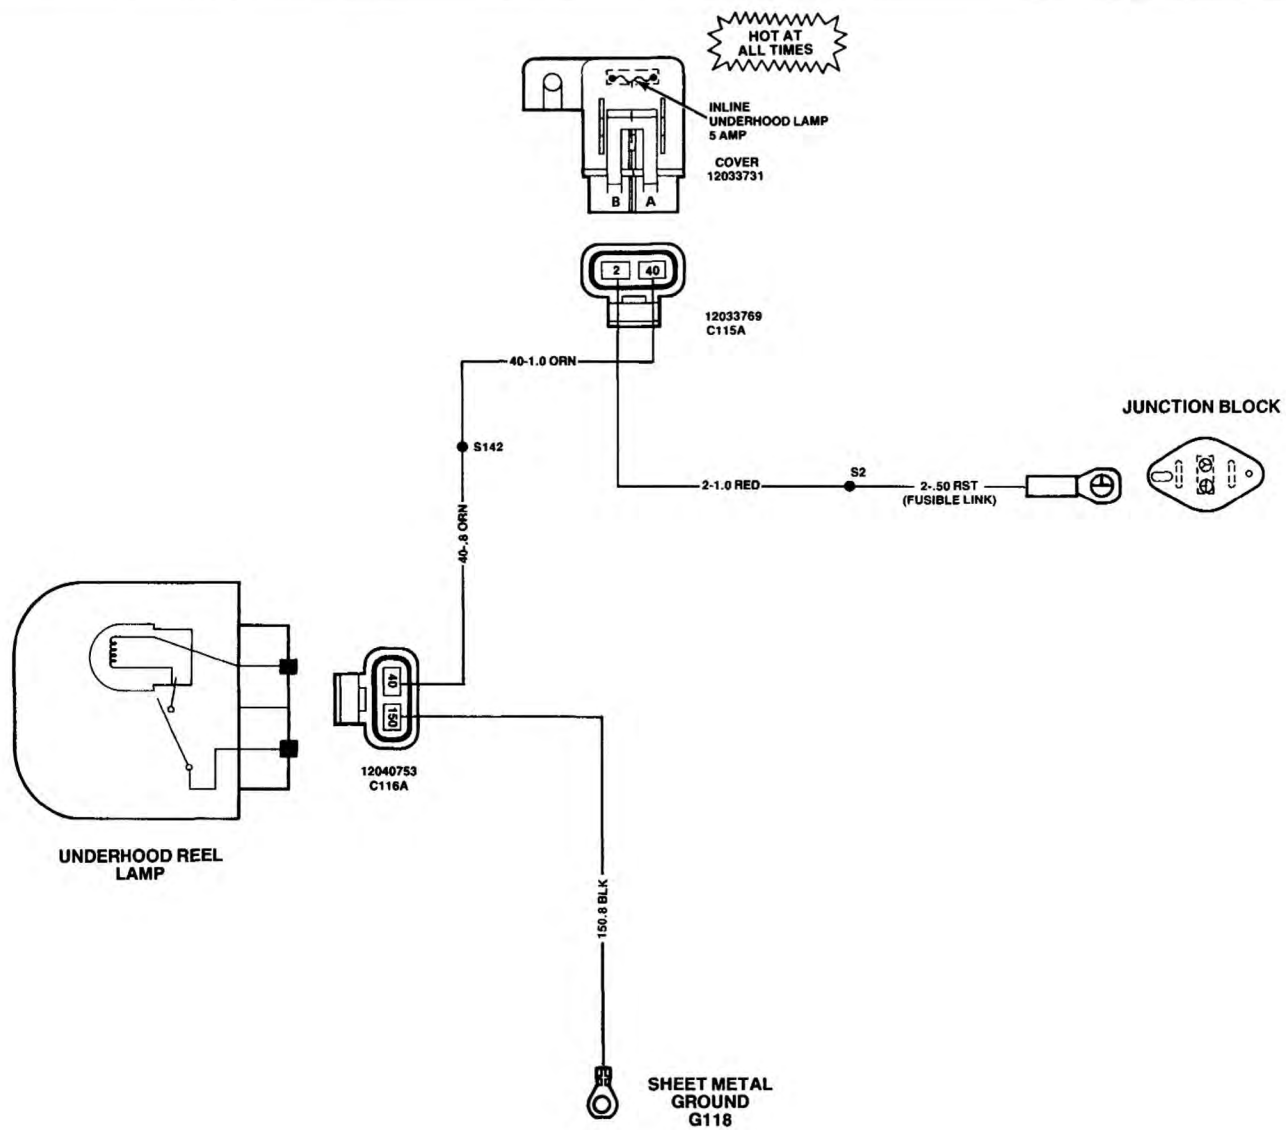 HOT AT
ALL TIMES
INLINE
UNDERHOOD LAMP
5 AMP
COVER
12033731
B A
2 40
12033769
C115A
40-1.0 ORN
JUNCTION BLOCK
S142
S2
2-1.0 RED
2-.50 RST
(FUSIBLE LINK)
40-.8 ORN
40
150
12040753
C116A
UNDERHOOD REEL
LAMP
150.8 BLK
SHEET METAL
GROUND
G118